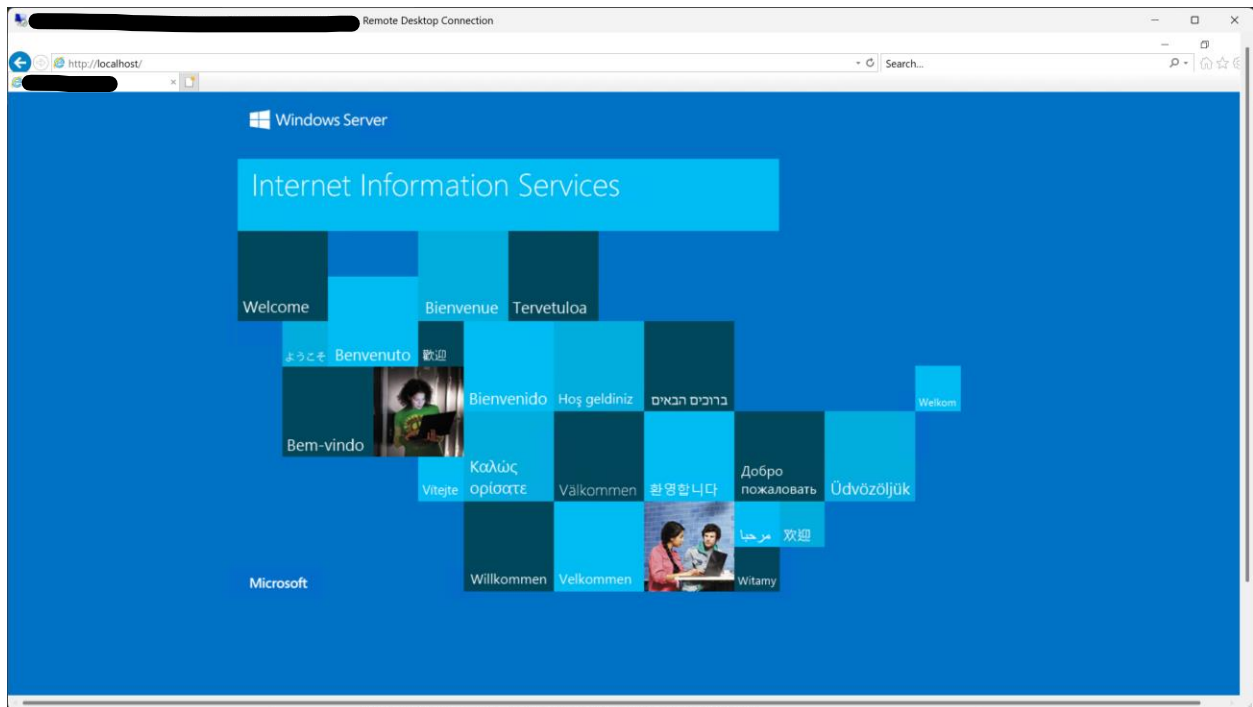 Remote Desktop Connection
http://localhost/
Search...
Windows Server
Internet Information Services
Welcome
Bienvenue
Tervetuloa
ようこそ
Benvenuto
歡迎
Bienvenido
Hoş geldiniz
ברוכים הבאים
Welkom
Bem-vindo
Vítejte
Καλώς
ορίσατε
Välkommen
환영합니다
Добро
пожаловать
Üdvözöljük
مرحبا
欢迎
Microsoft
Willkommen
Velkommen
Witamy